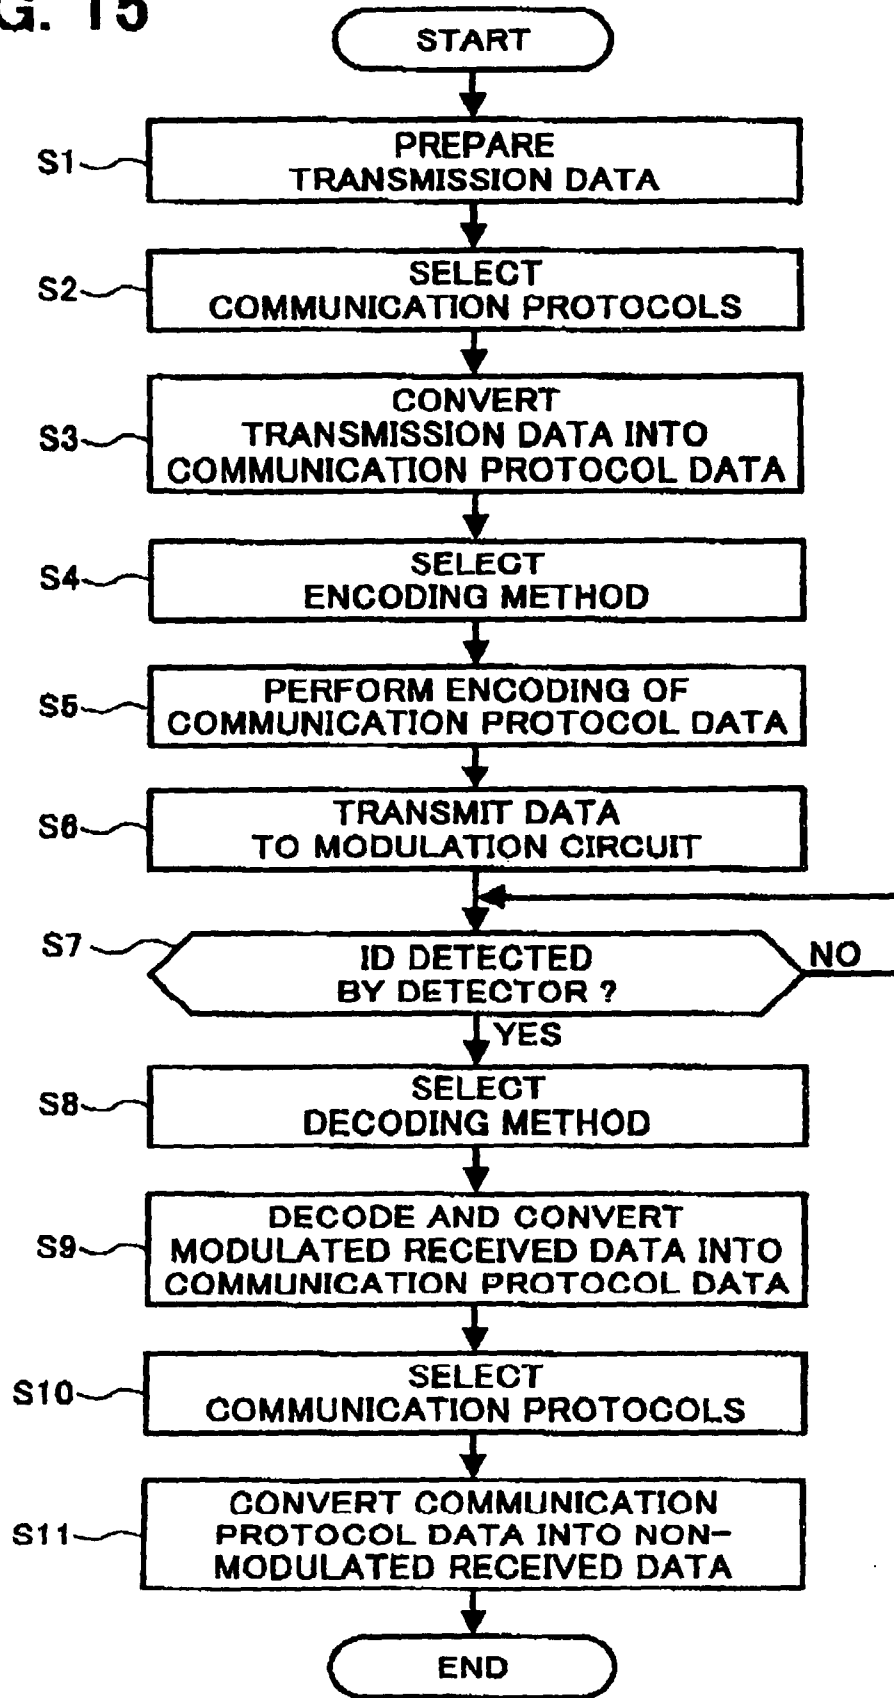 G. 15
START
S1
PREPARE
TRANSMISSION DATA
S2
SELECT
COMMUNICATION PROTOCOLS
S3
CONVERT
TRANSMISSION DATA INTO
COMMUNICATION PROTOCOL DATA
S4
SELECT
ENCODING METHOD
S5
PERFORM ENCODING OF
COMMUNICATION PROTOCOL DATA
S6
TRANSMIT DATA
TO MODULATION CIRCUIT
S7
ID DETECTED
BY DETECTOR ?
NO
YES
S8
SELECT
DECODING METHOD
S9
DECODE AND CONVERT
MODULATED RECEIVED DATA INTO
COMMUNICATION PROTOCOL DATA
S10
SELECT
COMMUNICATION PROTOCOLS
S11
CONVERT COMMUNICATION
PROTOCOL DATA INTO NON-
MODULATED RECEIVED DATA
END